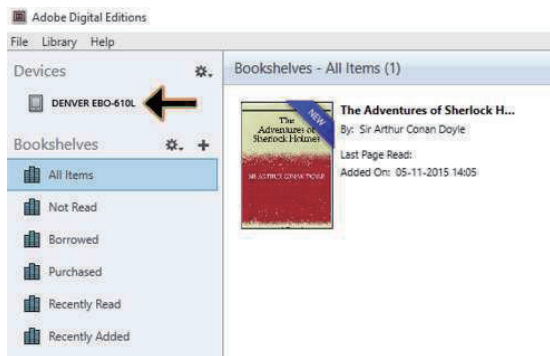 Adobe Digital Editions
File Library Help
Devices
DENVER EBO-610L
Bookshelves
All Items
Not Read
Borrowed
Purchased
Recently Read
Recently Added
Bookshelves - All Items (1)
NEW
The
Adventures of
Sherlock Holmes
SIR ARTHUR CONAN DOYLE
The Adventures of Sherlock H...
By: Sir Arthur Conan Doyle
Last Page Read:
Added On: 05-11-2015 14:05